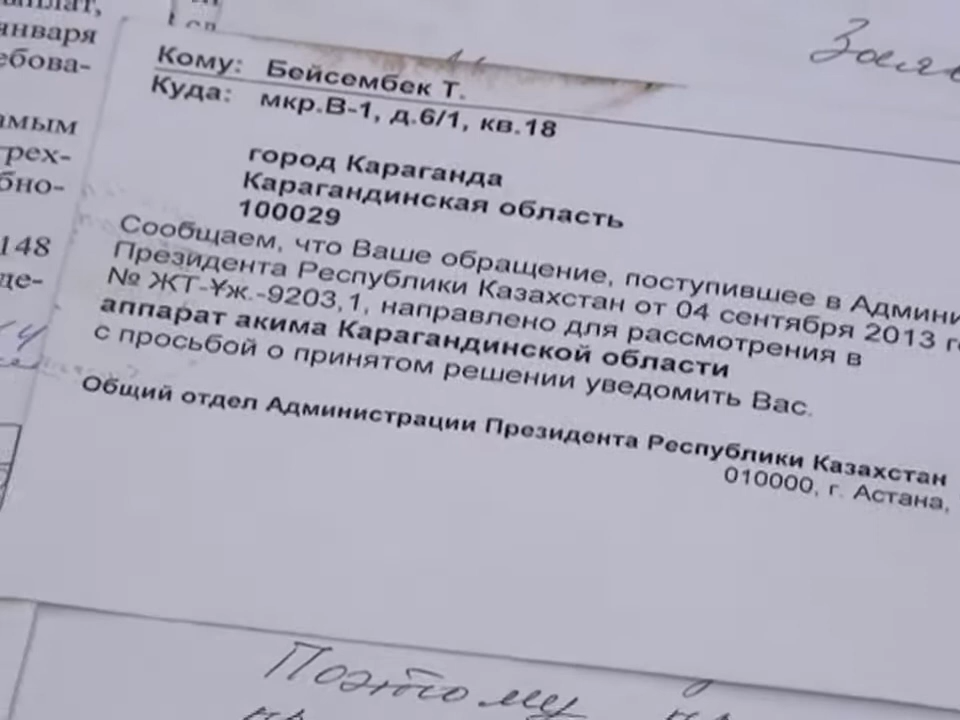 января
148
Кому: Бейсембек Т.
Куда: мкр.В-1, д.6/1, кв.18
город Караганда
Карагандинская область
100029
Сообщаем, что Ваше обращение, поступившее в Админи
Президента Республики Казахстан от 04 сентября 2013 г
№ ЖТ-Ұж.-9203,1, направлено для рассмотрения в
аппарат акима Карагандинской области
с просьбой о принятом решении уведомить Вас.
Общий отдел Администрации Президента Республики Казахстан
010000, г. Астана,
Поэтому